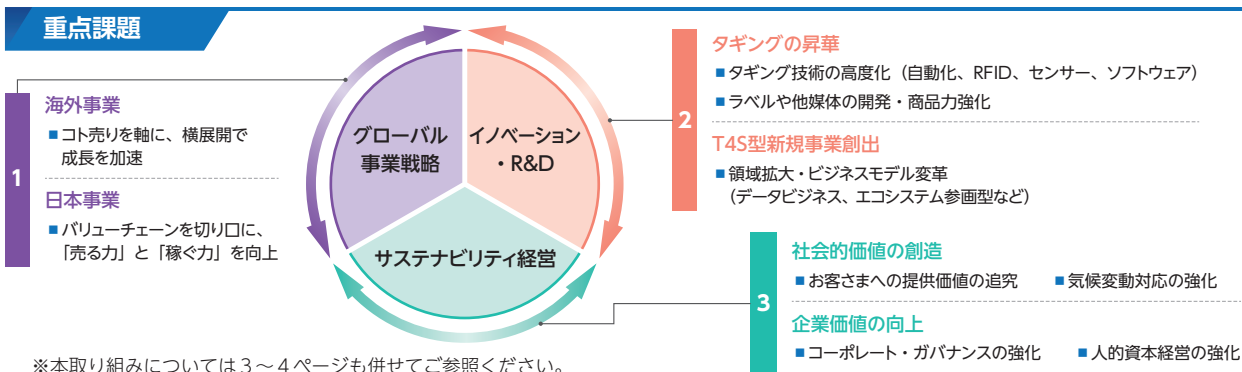 重点課題
1
海外事業
■コト売りを軸に、横展開で
成長を加速
日本事業
■バリューチェーンを切り口に、
「売る力」と「稼ぐ力」を向上
グローバル
事業戦略
イノベーション
・R&D
サステナビリティ経営
2
タギングの昇華
■タギング技術の高度化（自動化、RFID、センサー、ソフトウェア）
■ラベルや他媒体の開発・商品力強化
T4S型新規事業創出
■領域拡大・ビジネスモデル変革
（データビジネス、エコシステム参画型など）
3
社会的価値の創造
■お客さまへの提供価値の追究 ■気候変動対応の強化
企業価値の向上
■コーポレート・ガバナンスの強化 ■人的資本経営の強化
※本取り組みについては３～４ページも併せてご参照ください。